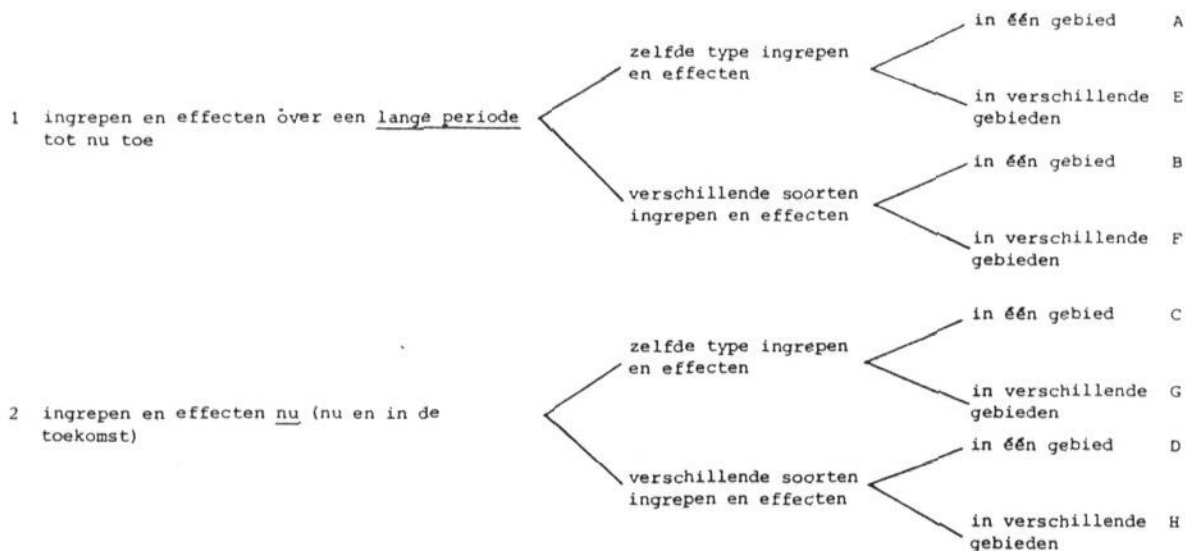 in één gebied A
zelfde type ingrepen
en effecten
in verschillende E
gebieden
1 ingrepen en effecten over een lange periode
tot nu toe
in één gebied B
verschillende soorten
ingrepen en effecten
in verschillende F
gebieden
in één gebied C
zelfde type ingrepen
en effecten
in verschillende G
gebieden
2 ingrepen en effecten nu (nu en in de
toekomst)
in één gebied D
verschillende soorten
ingrepen en effecten
in verschillende H
gebieden